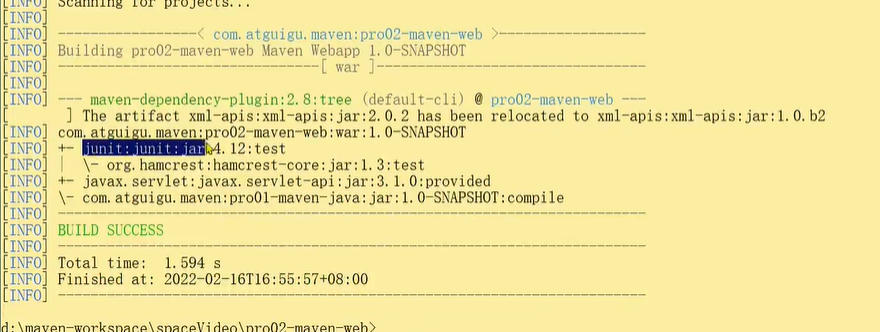 [INFO] Scanning for projects...
[INFO]
[INFO] -----------------< com.atguigu.maven:pro02-maven-web >------------------
[INFO] Building pro02-maven-web Maven Webapp 1.0-SNAPSHOT
[INFO] --------------------------------[ war ]---------------------------------
[INFO]
[INFO] --- maven-dependency-plugin:2.8:tree (default-cli) @ pro02-maven-web ---
[ ] The artifact xml-apis:xml-apis:jar:2.0.2 has been relocated to xml-apis:xml-apis:jar:1.0.b2
[INFO] com.atguigu.maven:pro02-maven-web:war:1.0-SNAPSHOT
[INFO] +- junit:junit:jar:4.12:test
[INFO] |  \- org.hamcrest:hamcrest-core:jar:1.3:test
[INFO] +- javax.servlet:javax.servlet-api:jar:3.1.0:provided
[INFO] \- com.atguigu.maven:pro01-maven-java:jar:1.0-SNAPSHOT:compile
[INFO] ------------------------------------------------------------------------
[INFO] BUILD SUCCESS
[INFO] ------------------------------------------------------------------------
[INFO] Total time:  1.594 s
[INFO] Finished at: 2022-02-16T16:55:57+08:00
[INFO] ------------------------------------------------------------------------
d:\maven-workspace\spaceVideo\pro02-maven-web>